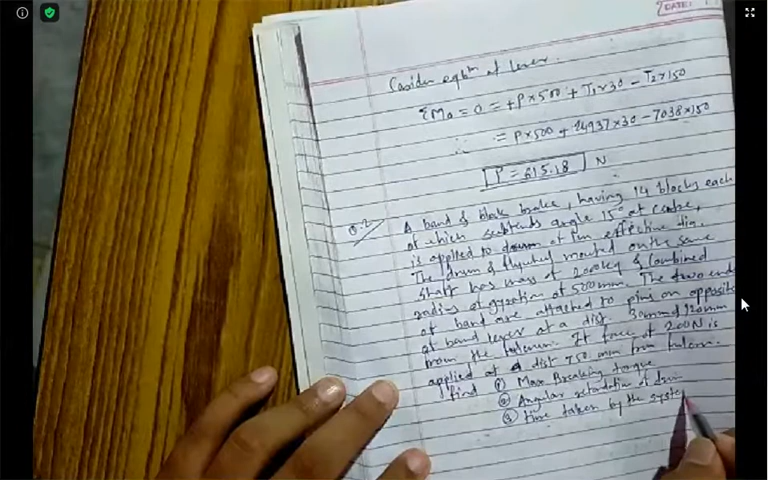 DATE:
Consider eqbm of lever.
ΣM₀ = 0 = +P×500 + T₁×30 − T₂×150
∴ = P×500 + 14937×30 − 7038×150
P = 615.18 N
Q.2 A band & block brake, having 14 blocks each
of which subtends angle 15° at centre,
is applied to drum of 1m effective dia.
The drum & flywheel mounted on the same
shaft has mass of 2000kg & combined
radius of gyration of 500mm. The two ends
of band are attached to pins on opposite
of band lever at a dist. 30mm & 120mm
from the fulcrum. If force of 200N is
applied at a dist 750 mm from fulcrum.
find ① Max Breaking torque
② Angular retardation of drum
③ time taken by the system